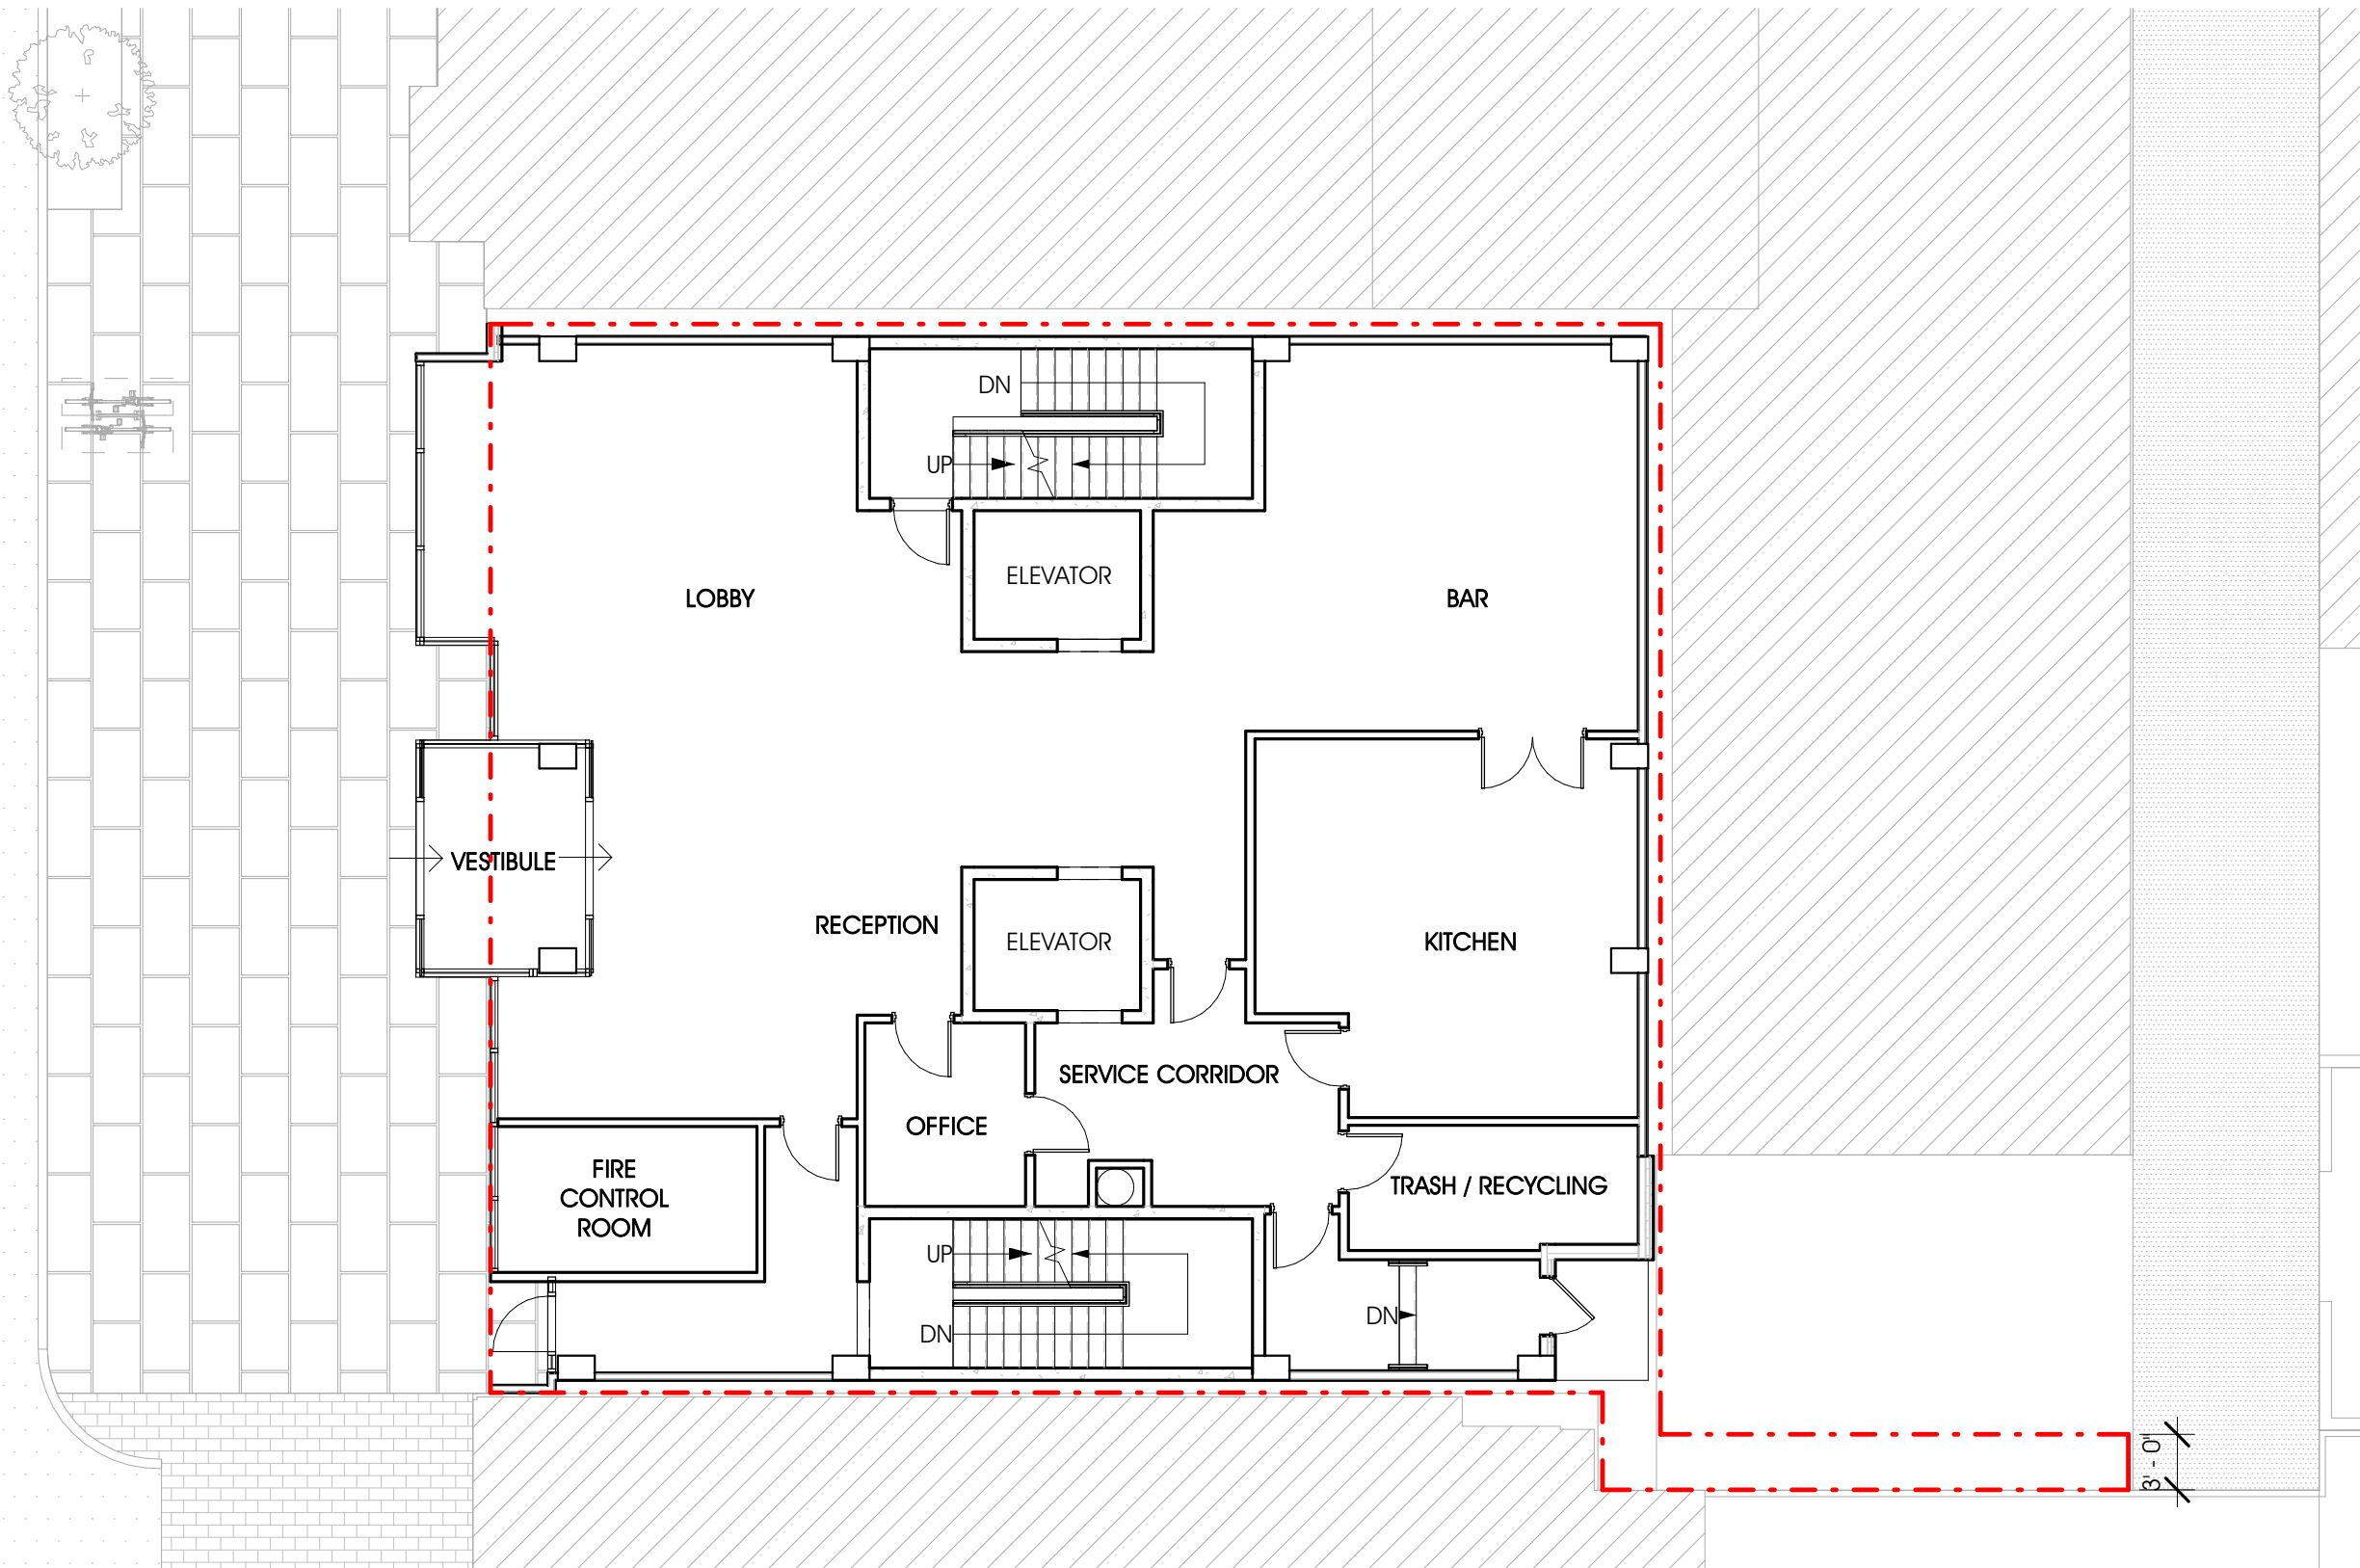 DN
UP
ELEVATOR
LOBBY
BAR
VESTIBULE
RECEPTION
ELEVATOR
KITCHEN
SERVICE CORRIDOR
OFFICE
FIRE
CONTROL
ROOM
TRASH / RECYCLING
UP
DN
DN
3' - 0"